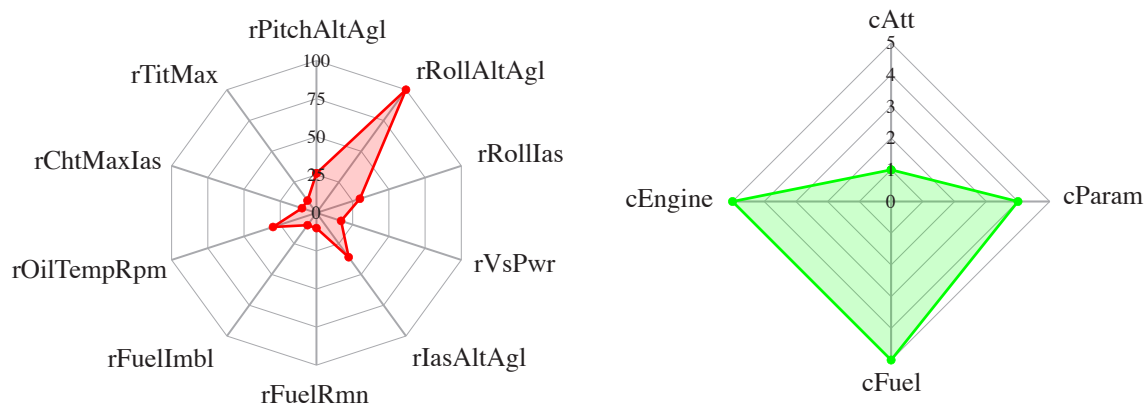 rPitchAltAgl
100
rTitMax
rRollAltAgl
75
50
rChtMaxIas
rRollIas
25
0
rOilTempRpm
rVsPwr
rFuelImbl
rIasAltAgl
rFuelRmn
cAtt
5
4
3
2
1
cEngine
0
cParam
cFuel